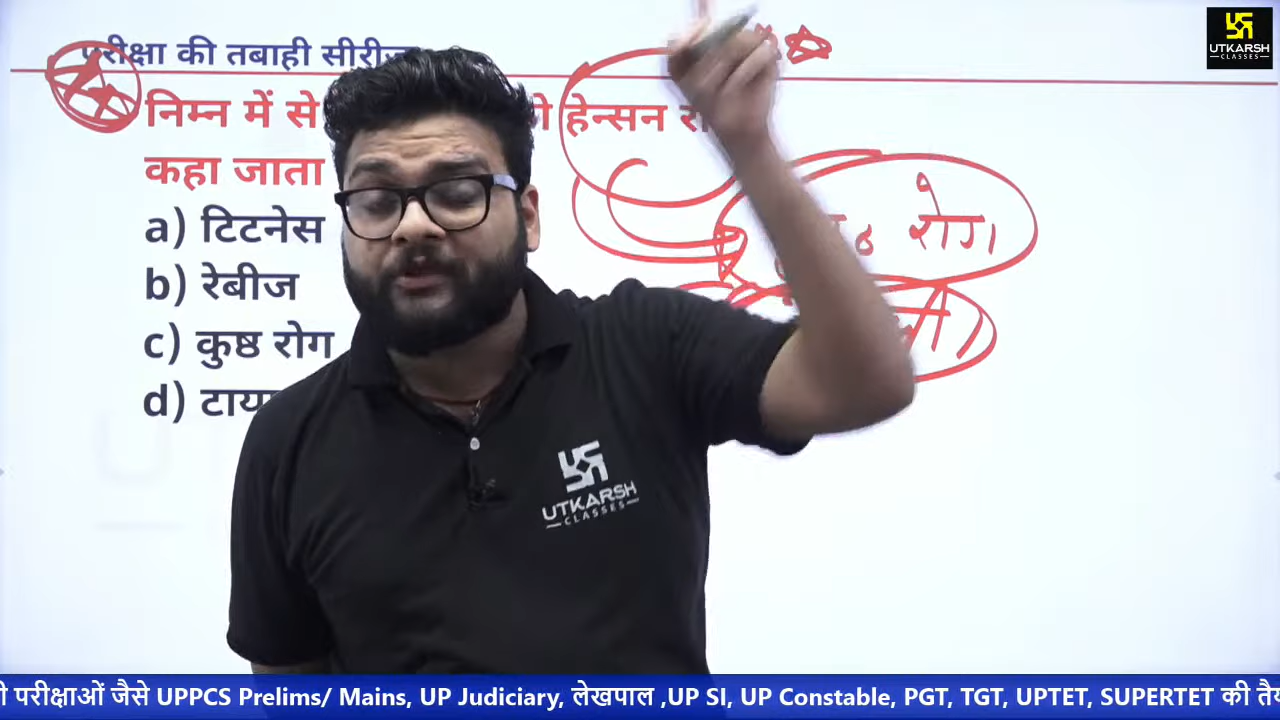 परीक्षा की तबाही सीरीज
UTKARSH
CLASSES
निम्न में से हेन्सन
कहा जाता
a) टिटनेस
b) रेबीज
c) कुष्ठ रोग
d)
रोग
UTKARSH
CLASSES
परीक्षाओं जैसे UPPCS Prelims/ Mains, UP Judiciary, लेखपाल ,UP SI, UP Constable, PGT, TGT, UPTET, SUPERTET की